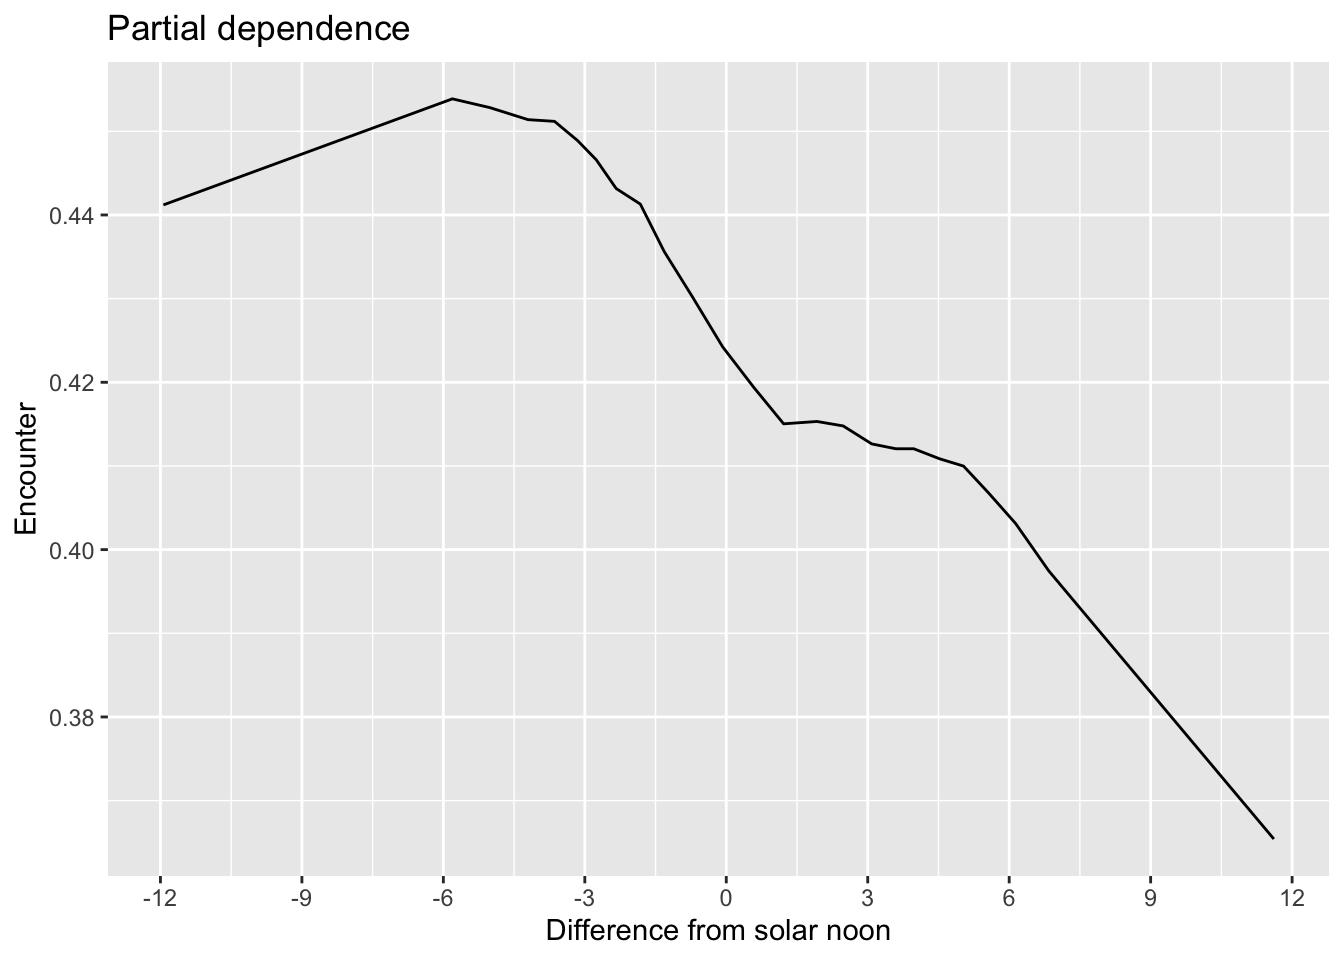 Partial dependence
0.44
0.42
0.40
0.38
Encounter
-12 -9 -6 -3 0 3 6 9 12
Difference from solar noon